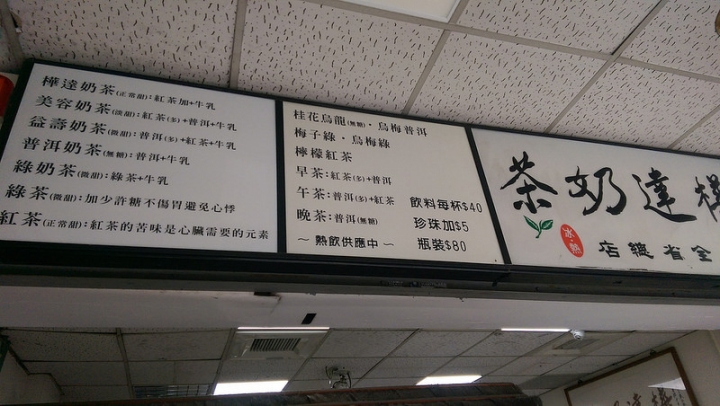 樺達奶茶(正常甜):紅茶加+牛乳
美容奶茶(淡甜):紅茶(多)+普洱+牛乳
益壽奶茶(微甜):普洱(多)+紅茶+牛乳
普洱奶茶(無糖):普洱+牛乳
綠奶茶(微甜):綠茶+牛乳
綠茶(微甜):加少許糖不傷胃避免心悸
紅茶(正常甜):紅茶的苦味是心臟需要的元素
桂花烏龍(無糖)・烏梅普洱
梅子綠・烏梅綠
檸檬紅茶
早茶:紅茶(多)+普洱
午茶:普洱(多)+紅茶
晚茶:普洱(無糖)
～熱飲供應中～
飲料每杯$40
珍珠加$5
瓶裝$80
茶奶達樺
冰・熱
店總省全